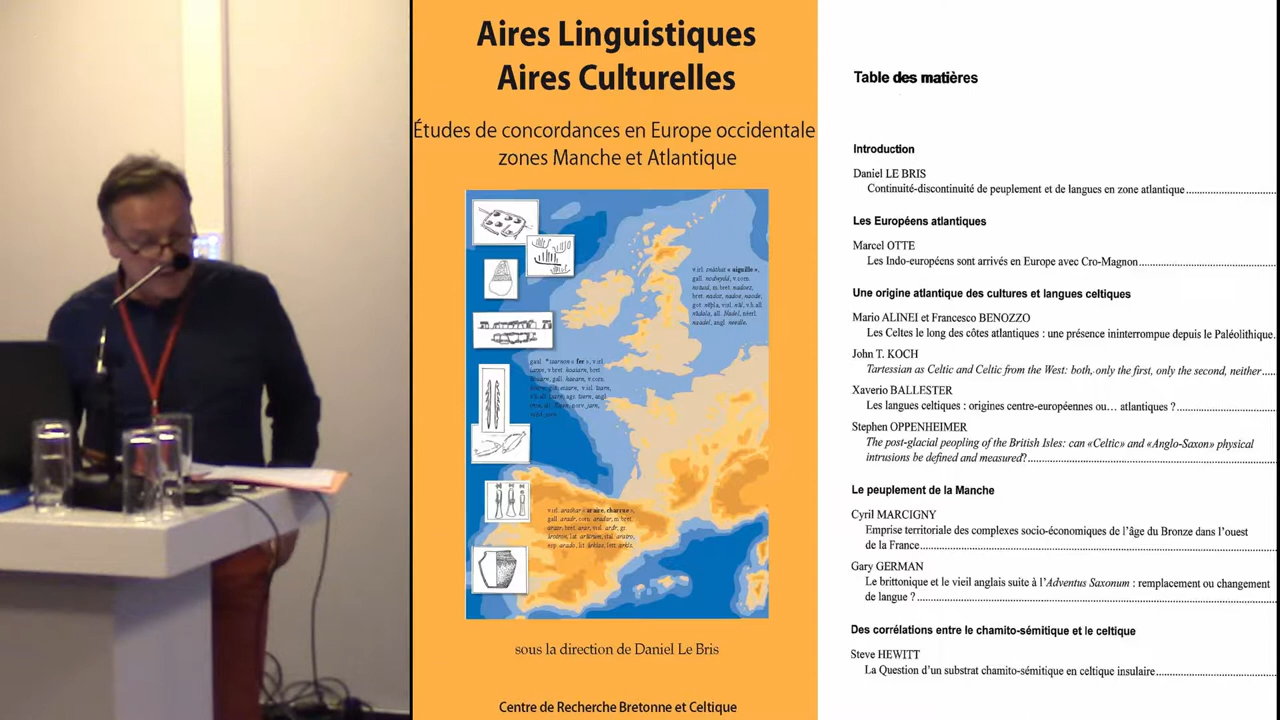 Aires Linguistiques
Aires Culturelles
Études de concordances en Europe occidentale
zones Manche et Atlantique
« aiguille »,
« fer »,
« araire, charrue »,
sous la direction de Daniel Le Bris
Centre de Recherche Bretonne et Celtique
Table des matières
Introduction
Daniel LE BRIS
Continuité-discontinuité de peuplement et de langues en zone atlantique
Les Européens atlantiques
Marcel OTTE
Les Indo-européens sont arrivés en Europe avec Cro-Magnon
Une origine atlantique des cultures et langues celtiques
Mario ALINEI et Francesco BENOZZO
Les Celtes le long des côtes atlantiques : une présence ininterrompue depuis le Paléolithique.
John T. KOCH
Tartessian as Celtic and Celtic from the West: both, only the first, only the second, neither
Xaverio BALLESTER
Les langues celtiques : origines centre-européennes ou… atlantiques ?
Stephen OPPENHEIMER
The post-glacial peopling of the British Isles: can «Celtic» and «Anglo-Saxon» physical
intrusions be defined and measured?
Le peuplement de la Manche
Cyril MARCIGNY
Emprise territoriale des complexes socio-économiques de l'âge du Bronze dans l'ouest
de la France
Gary GERMAN
Le brittonique et le vieil anglais suite à l'Adventus Saxonum : remplacement ou changement
de langue ?
Des corrélations entre le chamito-sémitique et le celtique
Steve HEWITT
La Question d'un substrat chamito-sémitique en celtique insulaire